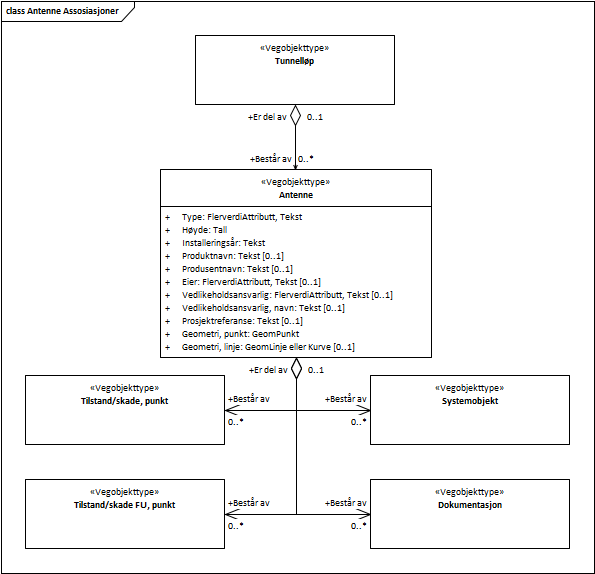 class Antenne Assosiasjoner
«Vegobjekttype»
Tunnelløp
+Er del av
0..1
+Består av
0..*
«Vegobjekttype»
Antenne
+ Type: FlerverdiAttributt, Tekst
+ Høyde: Tall
+ Installeringsår: Tekst
+ Produktnavn: Tekst [0..1]
+ Produsentnavn: Tekst [0..1]
+ Eier: FlerverdiAttributt, Tekst [0..1]
+ Vedlikeholdsansvarlig: FlerverdiAttributt, Tekst [0..1]
+ Vedlikeholdsansvarlig, navn: Tekst [0..1]
+ Prosjektreferanse: Tekst [0..1]
+ Geometri, punkt: GeomPunkt
+ Geometri, linje: GeomLinje eller Kurve [0..1]
+Er del av
0..1
«Vegobjekttype»
Tilstand/skade, punkt
+Består av
0..*
+Består av
0..*
«Vegobjekttype»
Systemobjekt
«Vegobjekttype»
Tilstand/skade FU, punkt
+Består av
0..*
+Består av
0..*
«Vegobjekttype»
Dokumentasjon